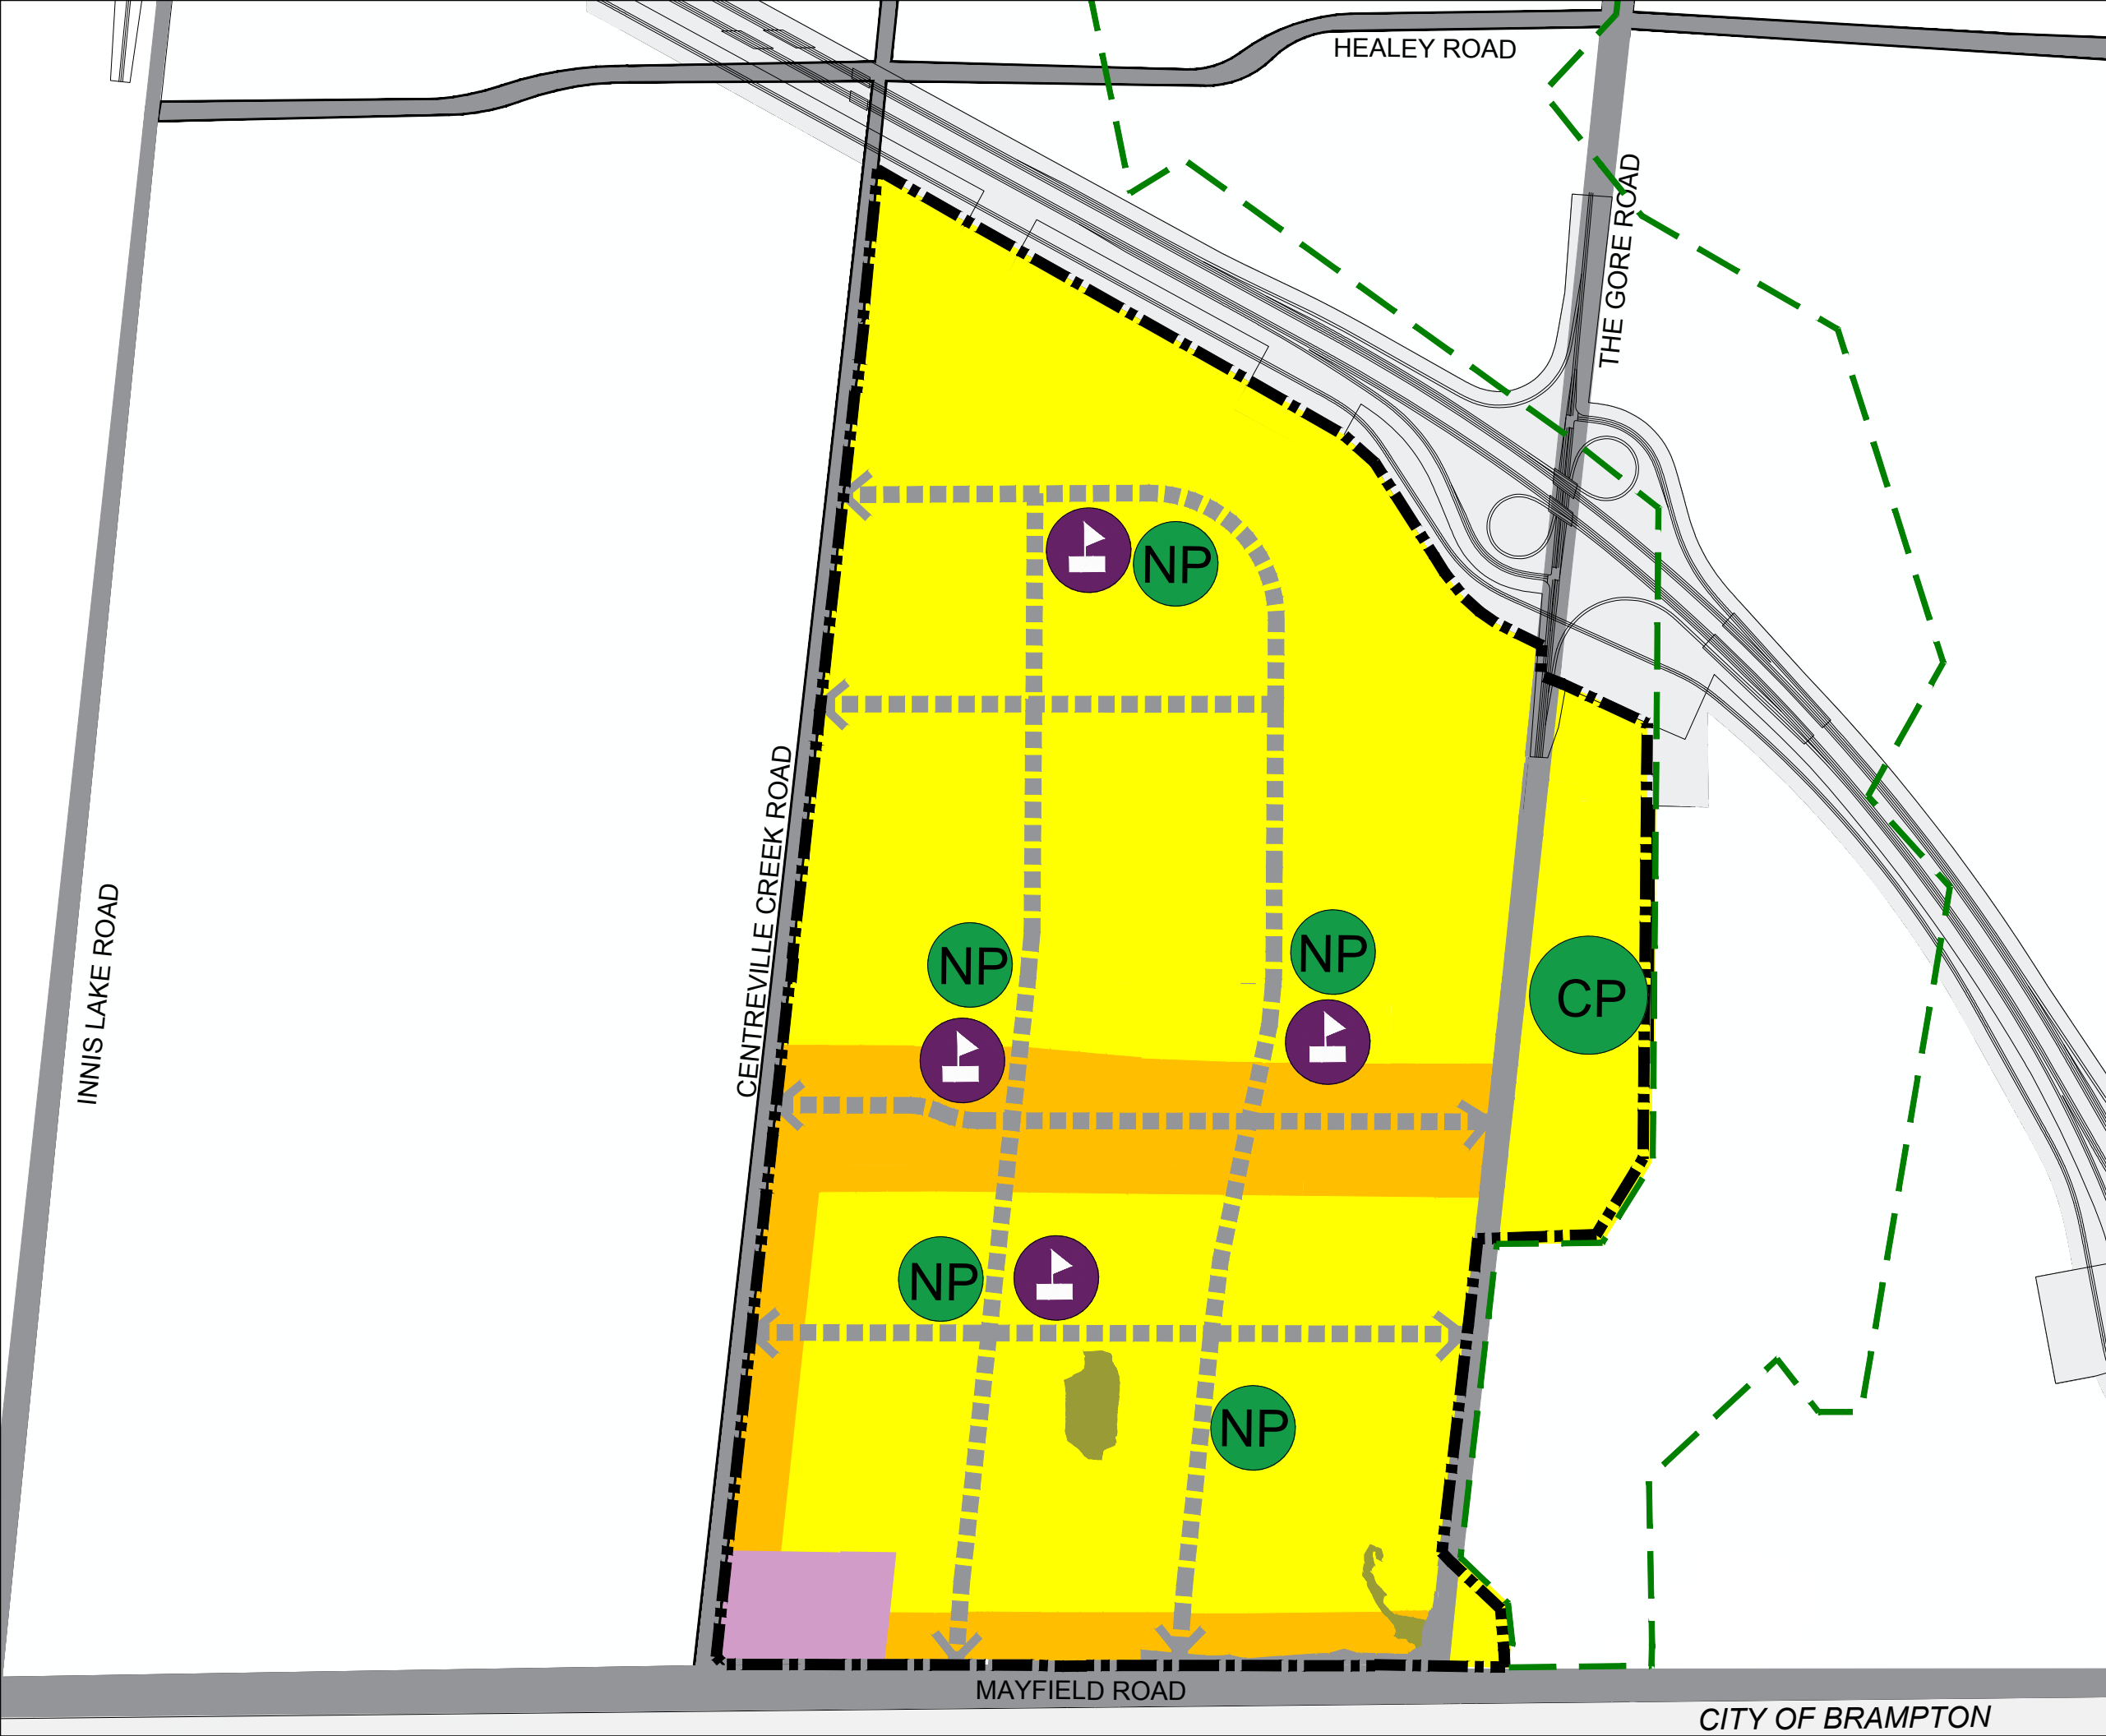 HEALEY ROAD
THE GORE ROAD
NP
CENTREVILLE CREEK ROAD
INNIS LAKE ROAD
NP
NP
CP
NP
NP
MAYFIELD ROAD
CITY OF BRAMPTON